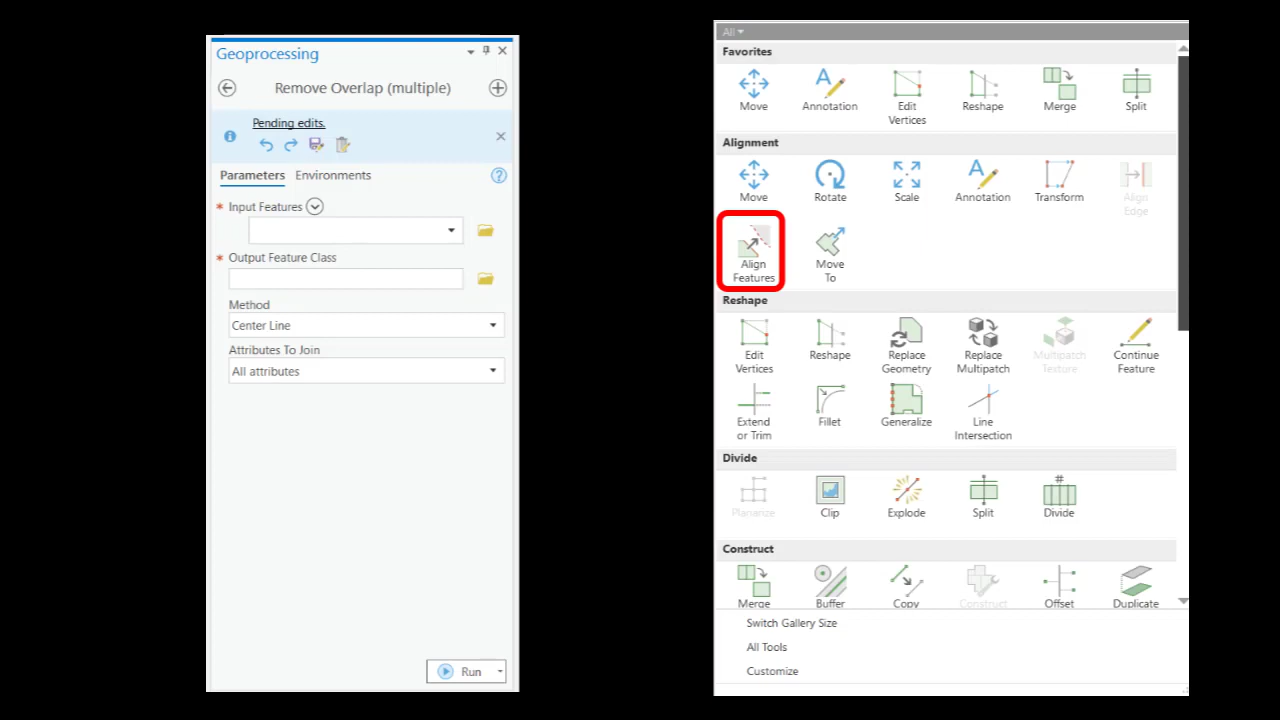 Geoprocessing
Remove Overlap (multiple)
Pending edits.
Parameters Environments
* Input Features
* Output Feature Class
Method
Center Line
Attributes To Join
All attributes
Run
All
Favorites
Move Annotation Edit Vertices Reshape Merge Split
Alignment
Move Rotate Scale Annotation Transform Align Edge
Align Features Move To
Reshape
Edit Vertices Reshape Replace Geometry Replace Multipatch Multipatch Texture Continue Feature
Extend or Trim Fillet Generalize Line Intersection
Divide
Planarize Clip Explode Split # Divide
Construct
Merge Buffer Copy Construct Offset Duplicate
Switch Gallery Size
All Tools
Customize